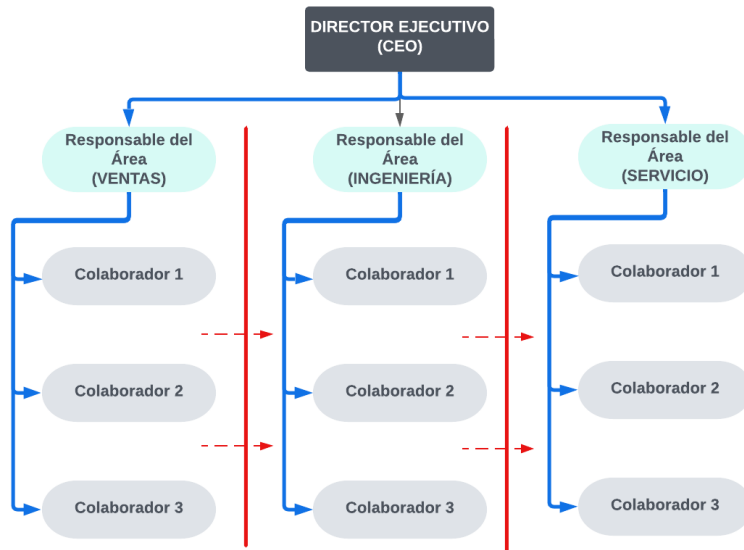 DIRECTOR EJECUTIVO
(CEO)
Responsable del
Área
(VENTAS)
Responsable del
Área
(INGENIERÍA)
Responsable del
Área
(SERVICIO)
Colaborador 1
Colaborador 1
Colaborador 1
Colaborador 2
Colaborador 2
Colaborador 2
Colaborador 3
Colaborador 3
Colaborador 3